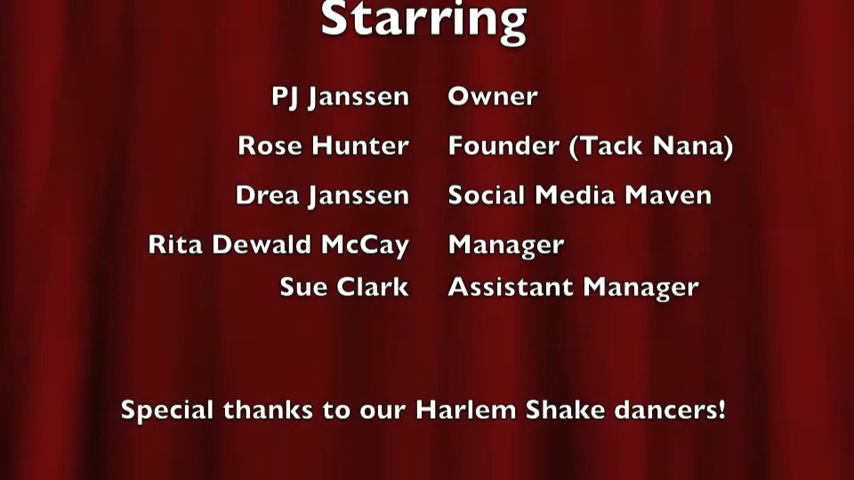 Starring
PJ Janssen Owner
Rose Hunter Founder (Tack Nana)
Drea Janssen Social Media Maven
Rita Dewald McCay Manager
Sue Clark Assistant Manager
Special thanks to our Harlem Shake dancers!